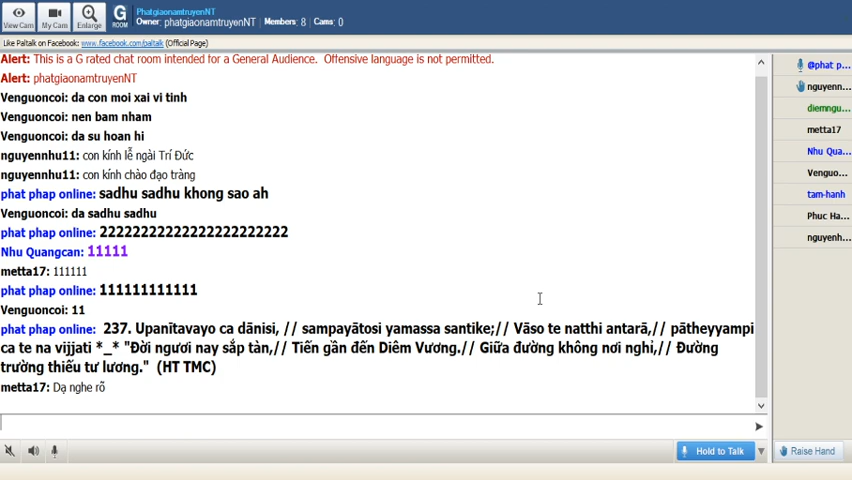 PhatgiaonamtruyenNT
Owner: phatgiaonamtruyenNT Members: 8 Cams: 0
View Cam My Cam Enlarge G ROOM
Like Paltalk on Facebook: www.facebook.com/paltalk (Official Page)
Alert: This is a G rated chat room intended for a General Audience. Offensive language is not permitted.
Alert: phatgiaonamtruyenNT
Venguoncoi: da con moi xai vi tinh
Venguoncoi: nen bam nham
Venguoncoi: da su hoan hi
nguyennhu11: con kính lễ ngài Trí Đức
nguyennhu11: con kính chào đạo tràng
phat phap online: sadhu sadhu khong sao ah
Venguoncoi: da sadhu sadhu
phat phap online: 22222222222222222222222
Nhu Quangcan: 11111
metta17: 111111
phat phap online: 111111111111
Venguoncoi: 11
phat phap online: 237. Upanītavayo ca dānisi, // sampayātosi yamassa santike;// Vāso te natthi antarā,// pātheyyampi
ca te na vijjati *_* "Đời ngươi nay sắp tàn,// Tiến gần đến Diêm Vương.// Giữa đường không nơi nghỉ,// Đường
trường thiếu tư lương." (HT TMC)
metta17: Dạ nghe rõ
@phat p...
nguyenn...
diemngu...
metta17
Nhu Qua...
Venguo...
tam-hanh
Phuc Ha...
nguyenh...
Hold to Talk
Raise Hand